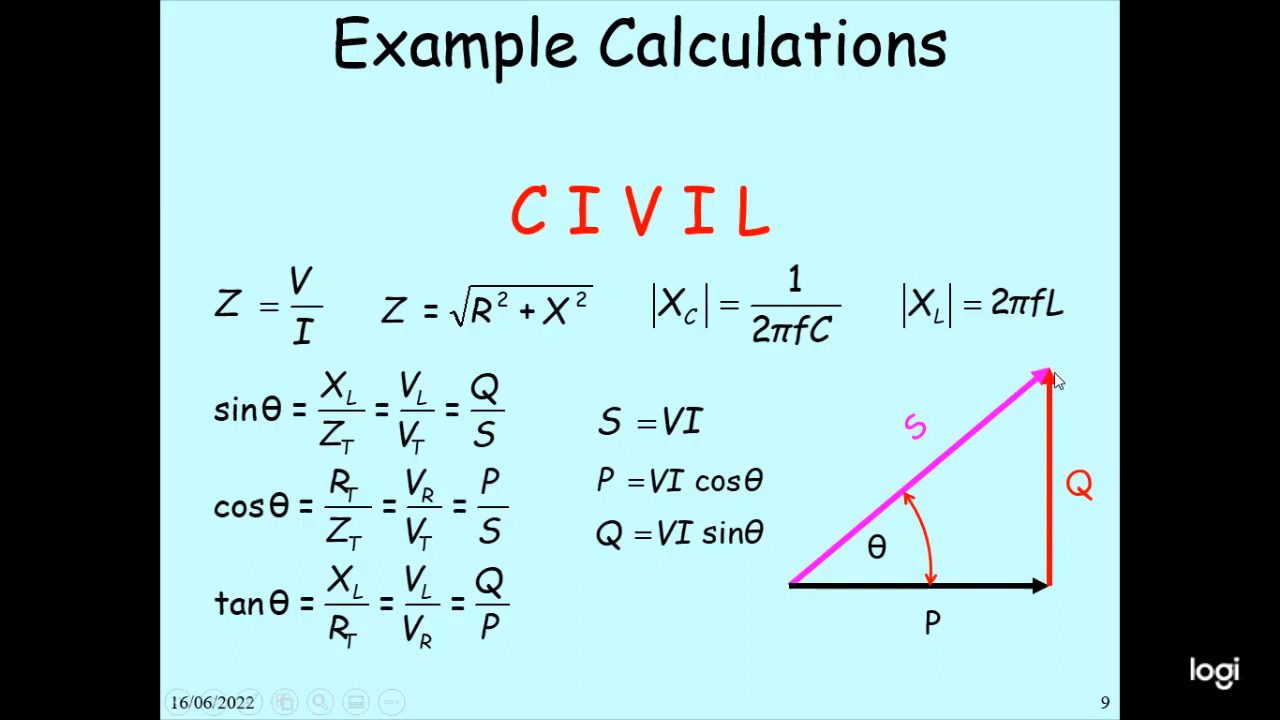 Example Calculations
C I V I L
Z = V/I
Z = √(R² + X²)
|X_C| = 1/(2πfC)
|X_L| = 2πfL
sinθ = X_L/Z_T = V_L/V_T = Q/S
cosθ = R_T/Z_T = V_R/V_T = P/S
tanθ = X_L/R_T = V_L/V_R = Q/P
S = VI
P = VI cosθ
Q = VI sinθ
S
Q
θ
P
logi
16/06/2022
9